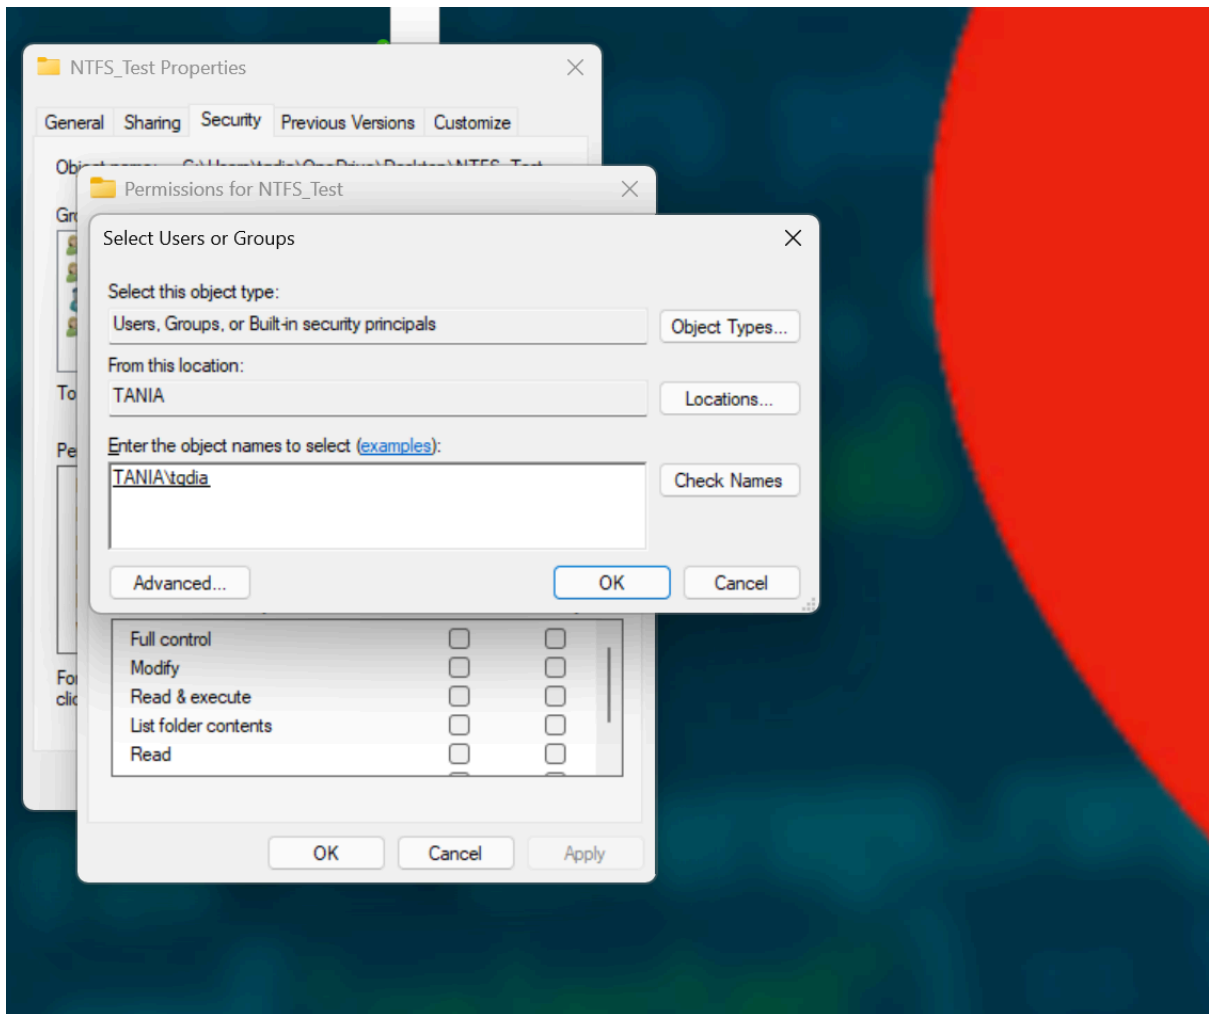 NTFS_Test Properties
General Sharing Security Previous Versions Customize
Permissions for NTFS_Test
Select Users or Groups
Select this object type:
Users, Groups, or Built-in security principals Object Types...
From this location:
TANIA Locations...
Enter the object names to select (examples):
TANIA\tqdia Check Names
Advanced... OK Cancel
Full control
Modify
Read & execute
List folder contents
Read
OK Cancel Apply